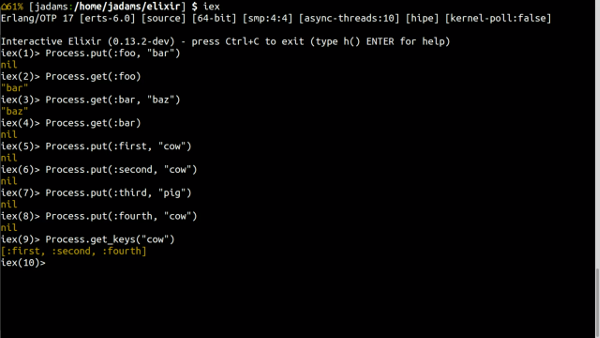 ⌂61% [jadams:/home/jadams/elixir] $ iex
Erlang/OTP 17 [erts-6.0] [source] [64-bit] [smp:4:4] [async-threads:10] [hipe] [kernel-poll:false]
Interactive Elixir (0.13.2-dev) - press Ctrl+C to exit (type h() ENTER for help)
iex(1)> Process.put(:foo, "bar")
nil
iex(2)> Process.get(:foo)
"bar"
iex(3)> Process.get(:bar, "baz")
"baz"
iex(4)> Process.get(:bar)
nil
iex(5)> Process.put(:first, "cow")
nil
iex(6)> Process.put(:second, "cow")
nil
iex(7)> Process.put(:third, "pig")
nil
iex(8)> Process.put(:fourth, "cow")
nil
iex(9)> Process.get_keys("cow")
[:first, :second, :fourth]
iex(10)>